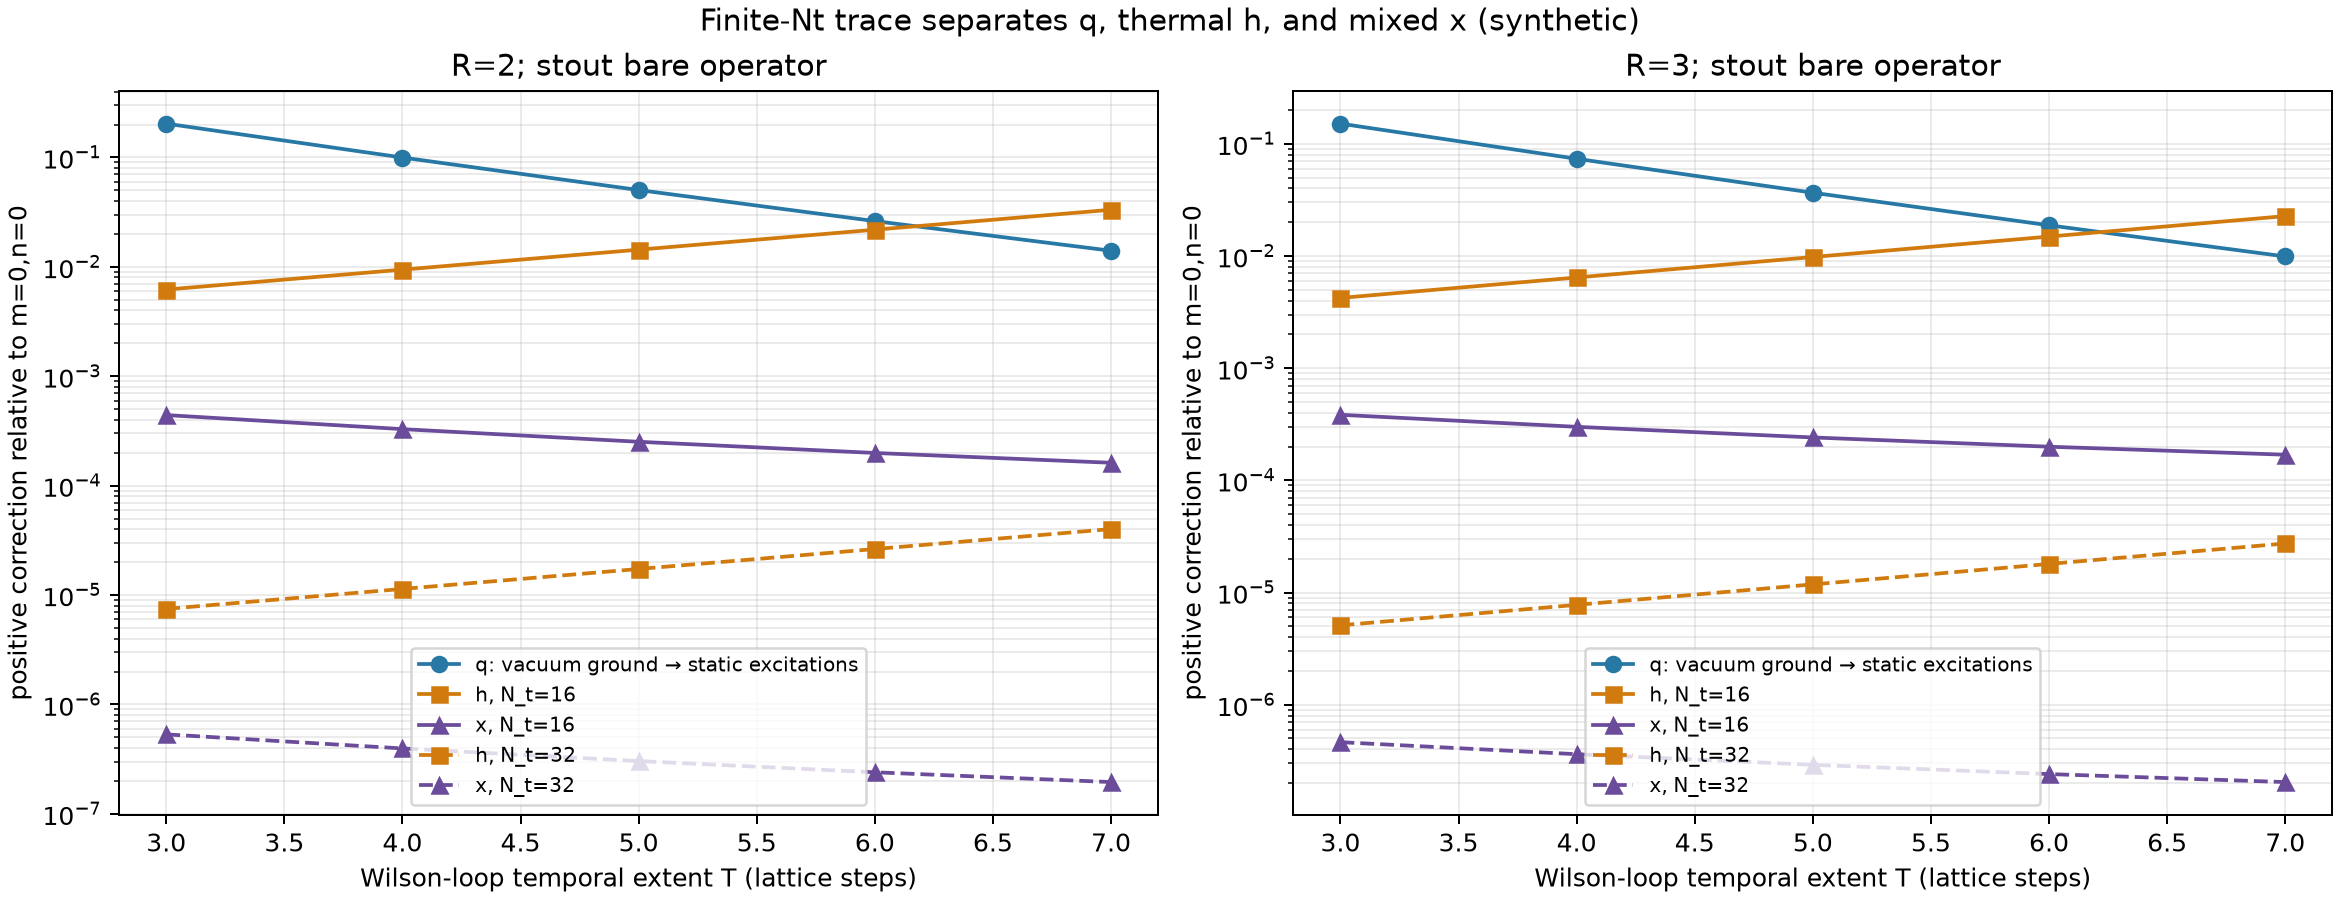 Finite-Nt trace separates q, thermal h, and mixed x (synthetic)
R=2; stout bare operator
positive correction relative to m=0,n=0
10⁻¹
10⁻²
10⁻³
10⁻⁴
10⁻⁵
10⁻⁶
10⁻⁷
q: vacuum ground → static excitations
h, N_t=16
x, N_t=16
h, N_t=32
x, N_t=32
3.0 3.5 4.0 4.5 5.0 5.5 6.0 6.5 7.0
Wilson-loop temporal extent T (lattice steps)
R=3; stout bare operator
positive correction relative to m=0,n=0
10⁻¹
10⁻²
10⁻³
10⁻⁴
10⁻⁵
10⁻⁶
q: vacuum ground → static excitations
h, N_t=16
x, N_t=16
h, N_t=32
x, N_t=32
3.0 3.5 4.0 4.5 5.0 5.5 6.0 6.5 7.0
Wilson-loop temporal extent T (lattice steps)